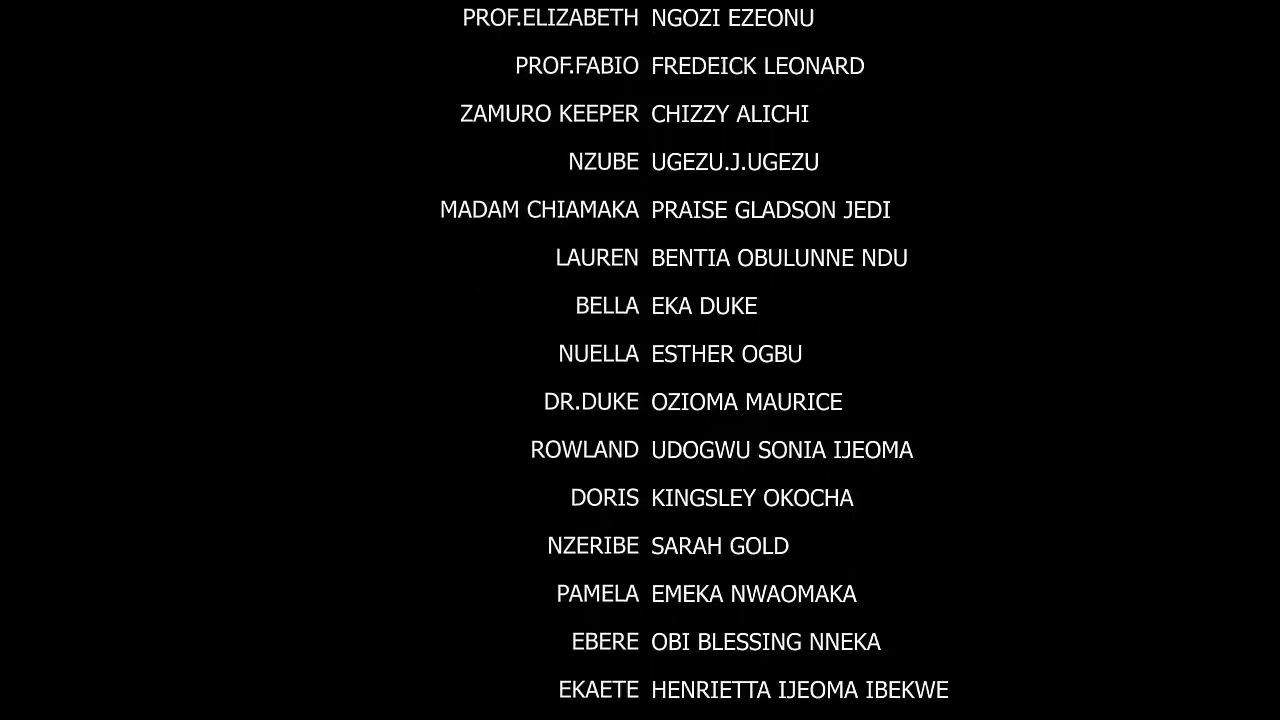 PROF.ELIZABETH NGOZI EZEONU
PROF.FABIO FREDEICK LEONARD
ZAMURO KEEPER CHIZZY ALICHI
NZUBE UGEZU.J.UGEZU
MADAM CHIAMAKA PRAISE GLADSON JEDI
LAUREN BENTIA OBULUNNE NDU
BELLA EKA DUKE
NUELLA ESTHER OGBU
DR.DUKE OZIOMA MAURICE
ROWLAND UDOGWU SONIA IJEOMA
DORIS KINGSLEY OKOCHA
NZERIBE SARAH GOLD
PAMELA EMEKA NWAOMAKA
EBERE OBI BLESSING NNEKA
EKAETE HENRIETTA IJEOMA IBEKWE